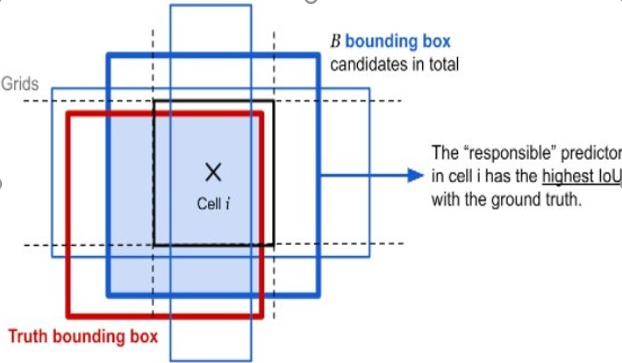 B bounding box
candidates in total
Grids
The “responsible” predictor
in cell i has the highest IoU
with the ground truth.
Cell i
Truth bounding box